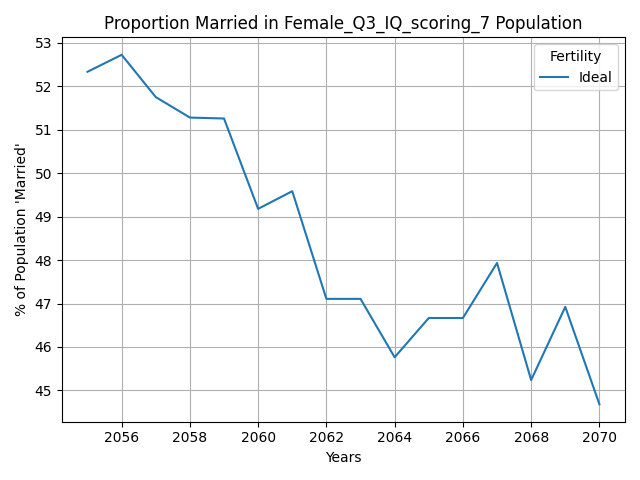 Proportion Married in Female_Q3_IQ_scoring_7 Population
Fertility
Ideal
% of Population 'Married'
53
52
51
50
49
48
47
46
45
2056 2058 2060 2062 2064 2066 2068 2070
Years